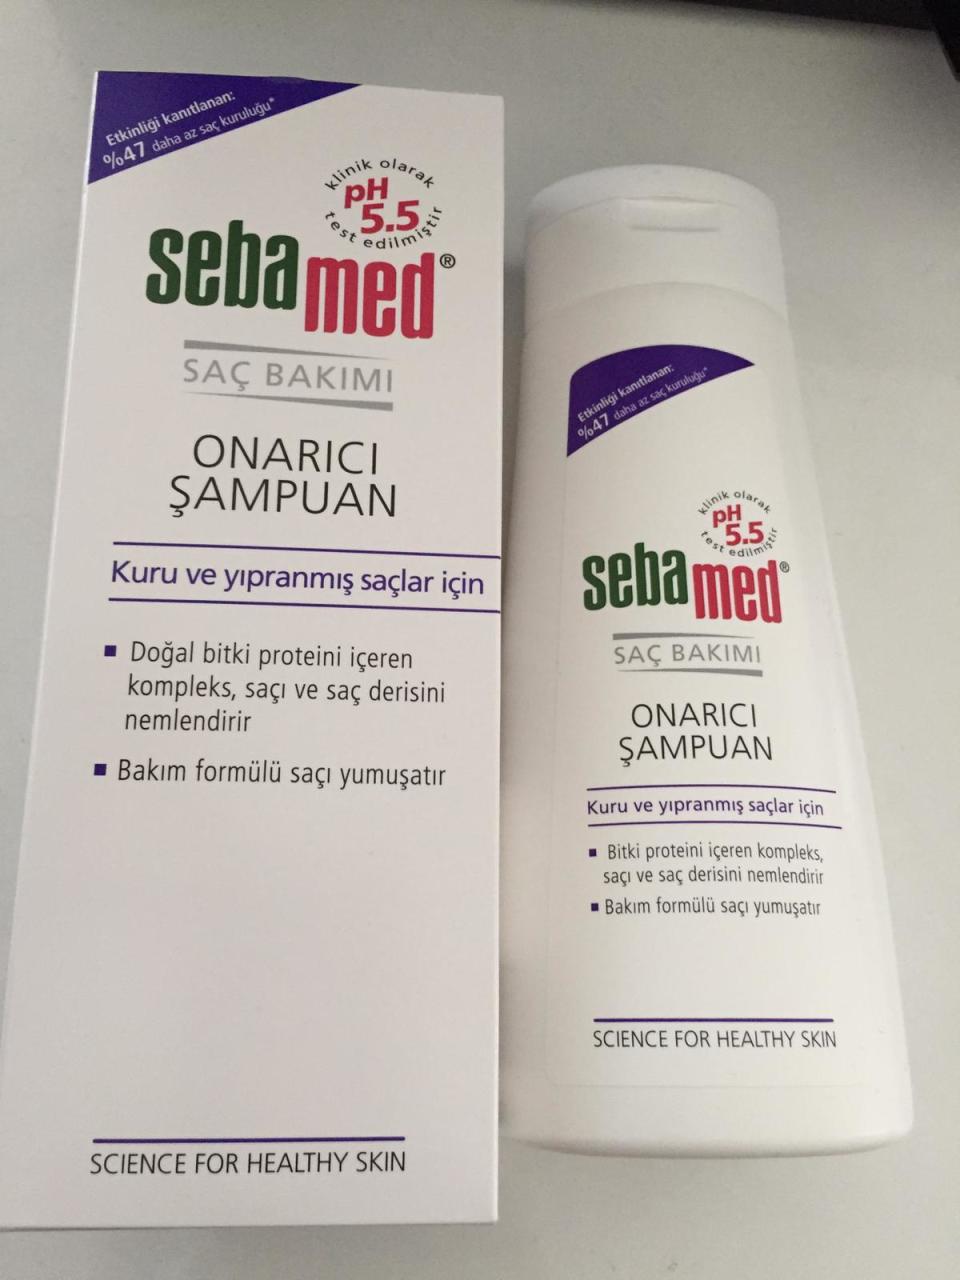 Etkinliği kanıtlanan:
%47 daha az saç kuruluğu*
klinik olarak
pH
5.5
test edilmiştir
sebamed®
SAÇ BAKIMI
ONARICI
ŞAMPUAN
Kuru ve yıpranmış saçlar için
▪ Doğal bitki proteini içeren
kompleks, saçı ve saç derisini
nemlendirir
▪ Bakım formülü saçı yumuşatır
SCIENCE FOR HEALTHY SKIN
Etkinliği kanıtlanan:
%47 daha az saç kuruluğu*
klinik olarak
pH
5.5
test edilmiştir
sebamed®
SAÇ BAKIMI
ONARICI
ŞAMPUAN
Kuru ve yıpranmış saçlar için
▪ Bitki proteini içeren kompleks,
saçı ve saç derisini nemlendirir
▪ Bakım formülü saçı yumuşatır
SCIENCE FOR HEALTHY SKIN